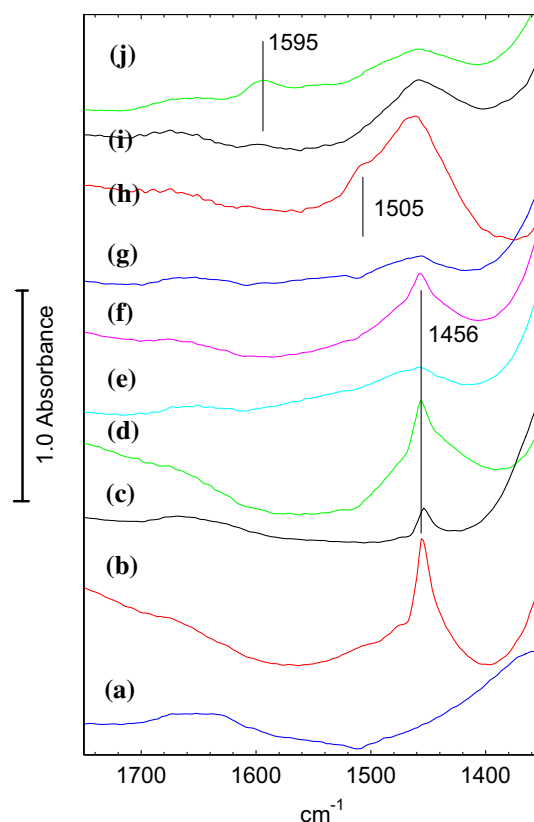 (j)
1595
(i)
(h)
1505
(g)
(f)
1456
(e)
(d)
(c)
(b)
(a)
1.0 Absorbance
1700 1600 1500 1400
cm-1